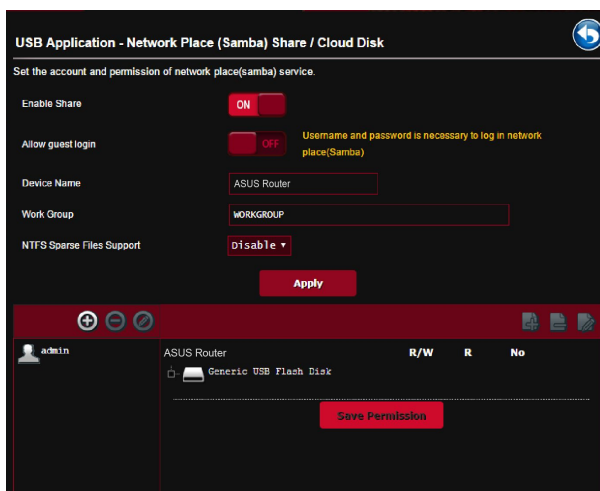 USB Application - Network Place (Samba) Share / Cloud Disk
Set the account and permission of network place(samba) service.
Enable Share
ON
Allow guest login
OFF
Username and password is necessary to log in network
place(Samba)
Device Name
ASUS Router
Work Group
WORKGROUP
NTFS Sparse Files Support
Disable
Apply
admin
ASUS Router
R/W
R
No
Generic USB Flash Disk
Save Permission